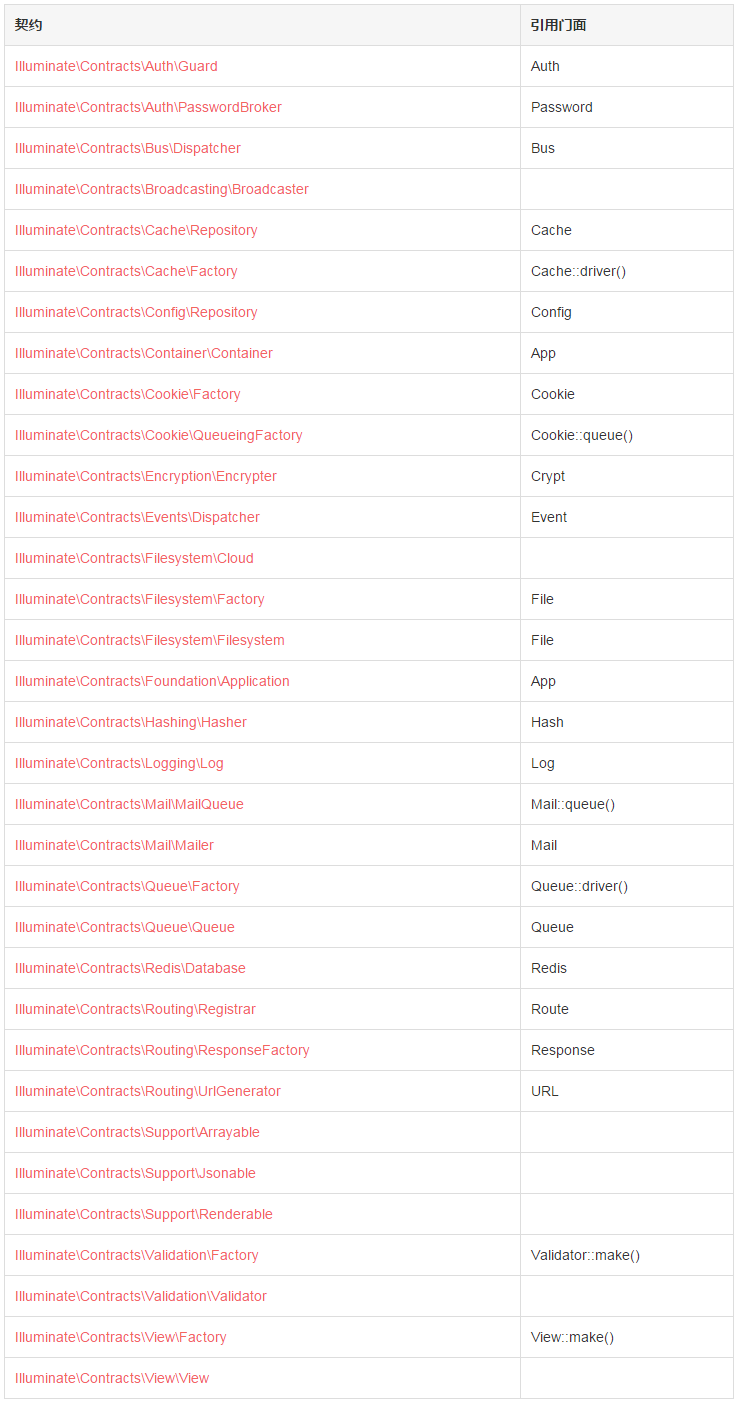 契约 引用门面
Illuminate\Contracts\Auth\Guard Auth
Illuminate\Contracts\Auth\PasswordBroker Password
Illuminate\Contracts\Bus\Dispatcher Bus
Illuminate\Contracts\Broadcasting\Broadcaster
Illuminate\Contracts\Cache\Repository Cache
Illuminate\Contracts\Cache\Factory Cache::driver()
Illuminate\Contracts\Config\Repository Config
Illuminate\Contracts\Container\Container App
Illuminate\Contracts\Cookie\Factory Cookie
Illuminate\Contracts\Cookie\QueueingFactory Cookie::queue()
Illuminate\Contracts\Encryption\Encrypter Crypt
Illuminate\Contracts\Events\Dispatcher Event
Illuminate\Contracts\Filesystem\Cloud
Illuminate\Contracts\Filesystem\Factory File
Illuminate\Contracts\Filesystem\Filesystem File
Illuminate\Contracts\Foundation\Application App
Illuminate\Contracts\Hashing\Hasher Hash
Illuminate\Contracts\Logging\Log Log
Illuminate\Contracts\Mail\MailQueue Mail::queue()
Illuminate\Contracts\Mail\Mailer Mail
Illuminate\Contracts\Queue\Factory Queue::driver()
Illuminate\Contracts\Queue\Queue Queue
Illuminate\Contracts\Redis\Database Redis
Illuminate\Contracts\Routing\Registrar Route
Illuminate\Contracts\Routing\ResponseFactory Response
Illuminate\Contracts\Routing\UrlGenerator URL
Illuminate\Contracts\Support\Arrayable
Illuminate\Contracts\Support\Jsonable
Illuminate\Contracts\Support\Renderable
Illuminate\Contracts\Validation\Factory Validator::make()
Illuminate\Contracts\Validation\Validator
Illuminate\Contracts\View\Factory View::make()
Illuminate\Contracts\View\View